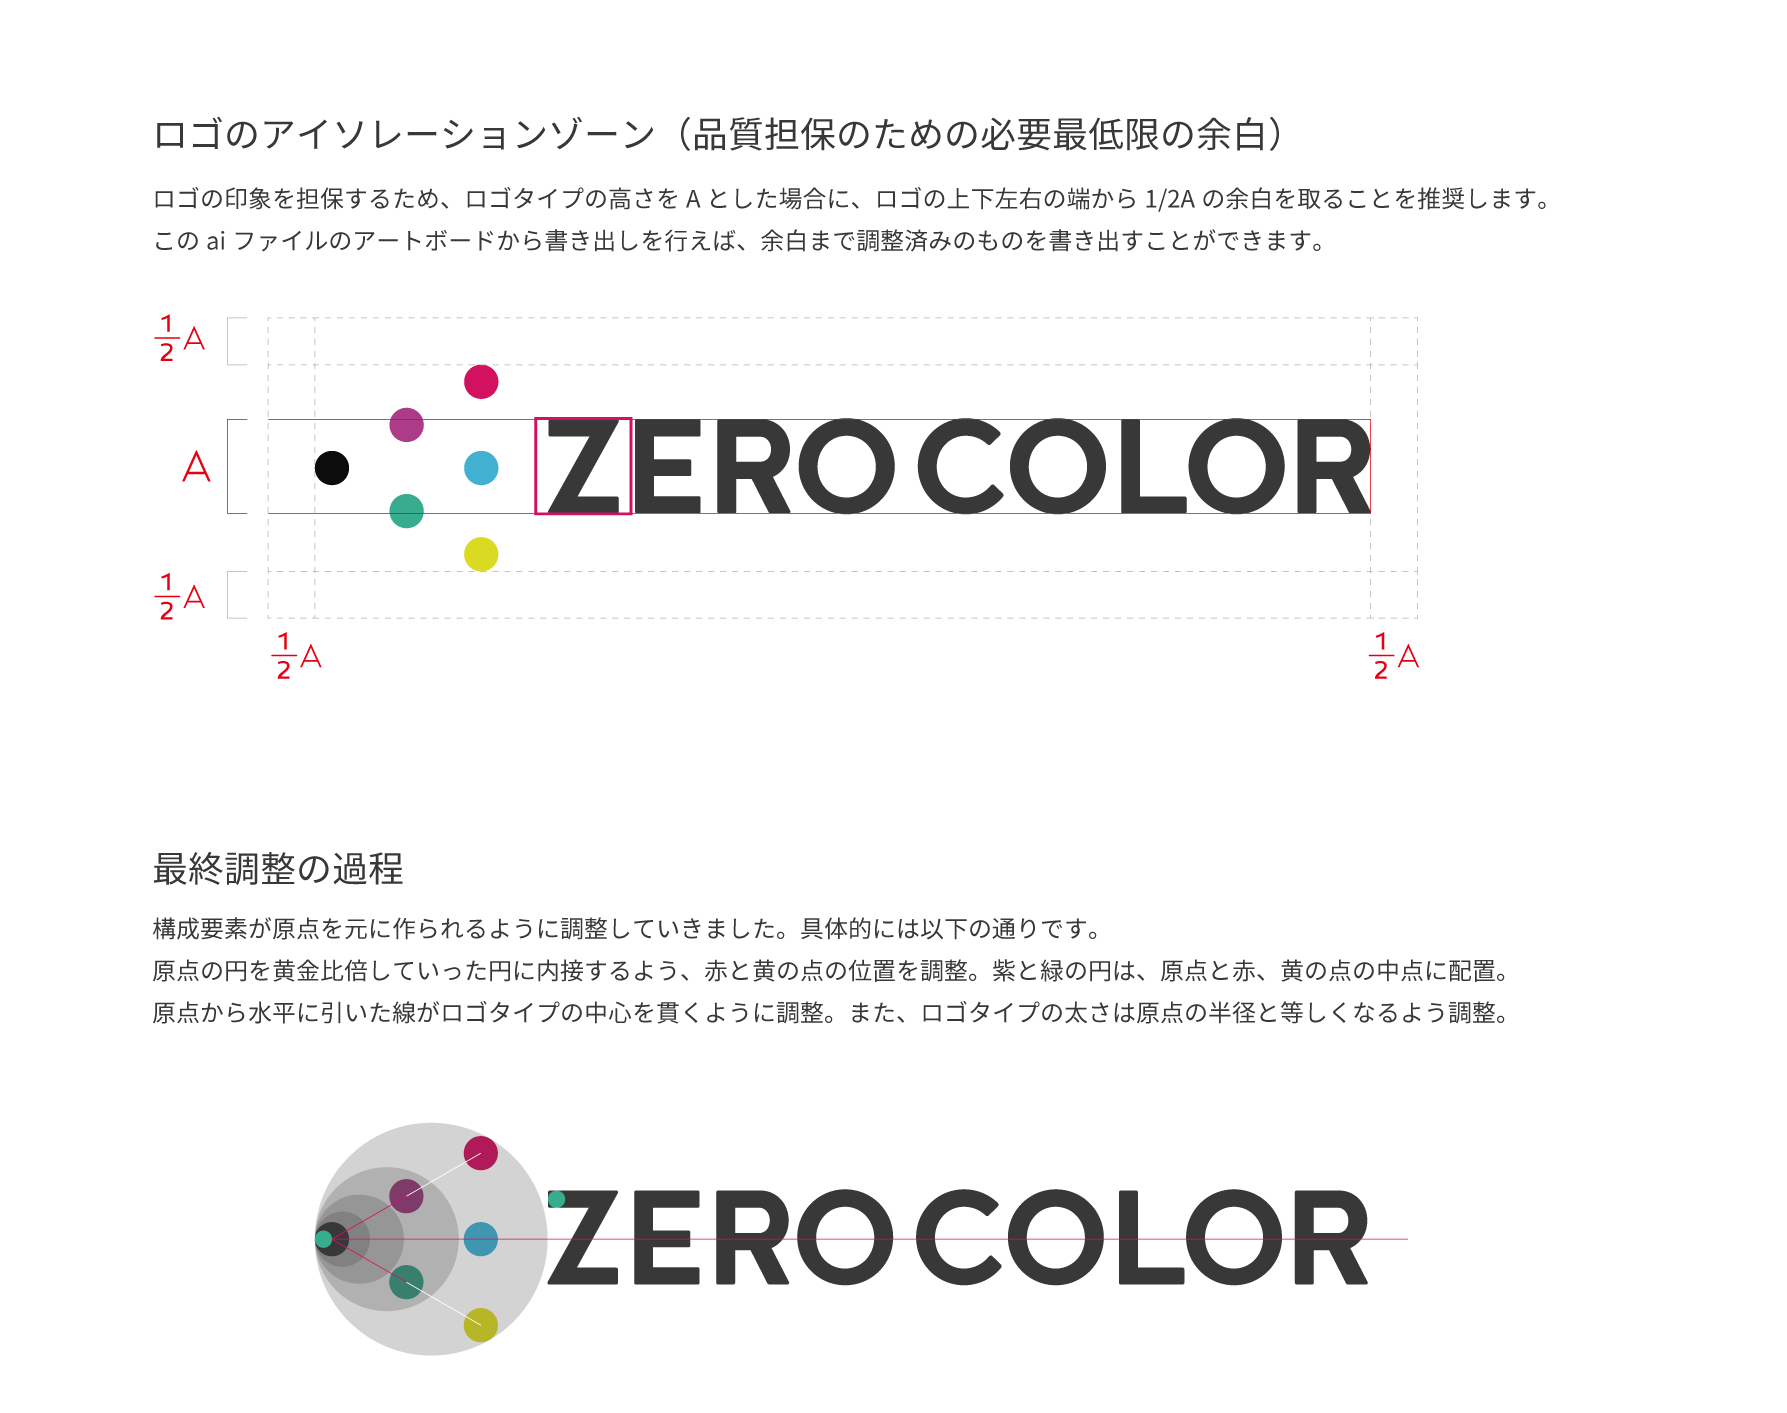 ロゴのアイソレーションゾーン（品質担保のための必要最低限の余白）
ロゴの印象を担保するため、ロゴタイプの高さを A とした場合に、ロゴの上下左右の端から 1/2A の余白を取ることを推奨します。
この ai ファイルのアートボードから書き出しを行えば、余白まで調整済みのものを書き出すことができます。
1/2 A
A
ZERO COLOR
1/2 A
1/2 A
1/2 A
最終調整の過程
構成要素が原点を元に作られるように調整していきました。具体的には以下の通りです。
原点の円を黄金比倍していった円に内接するよう、赤と黄の点の位置を調整。紫と緑の円は、原点と赤、黄の点の中点に配置。
原点から水平に引いた線がロゴタイプの中心を貫くように調整。また、ロゴタイプの太さは原点の半径と等しくなるよう調整。
ZERO COLOR